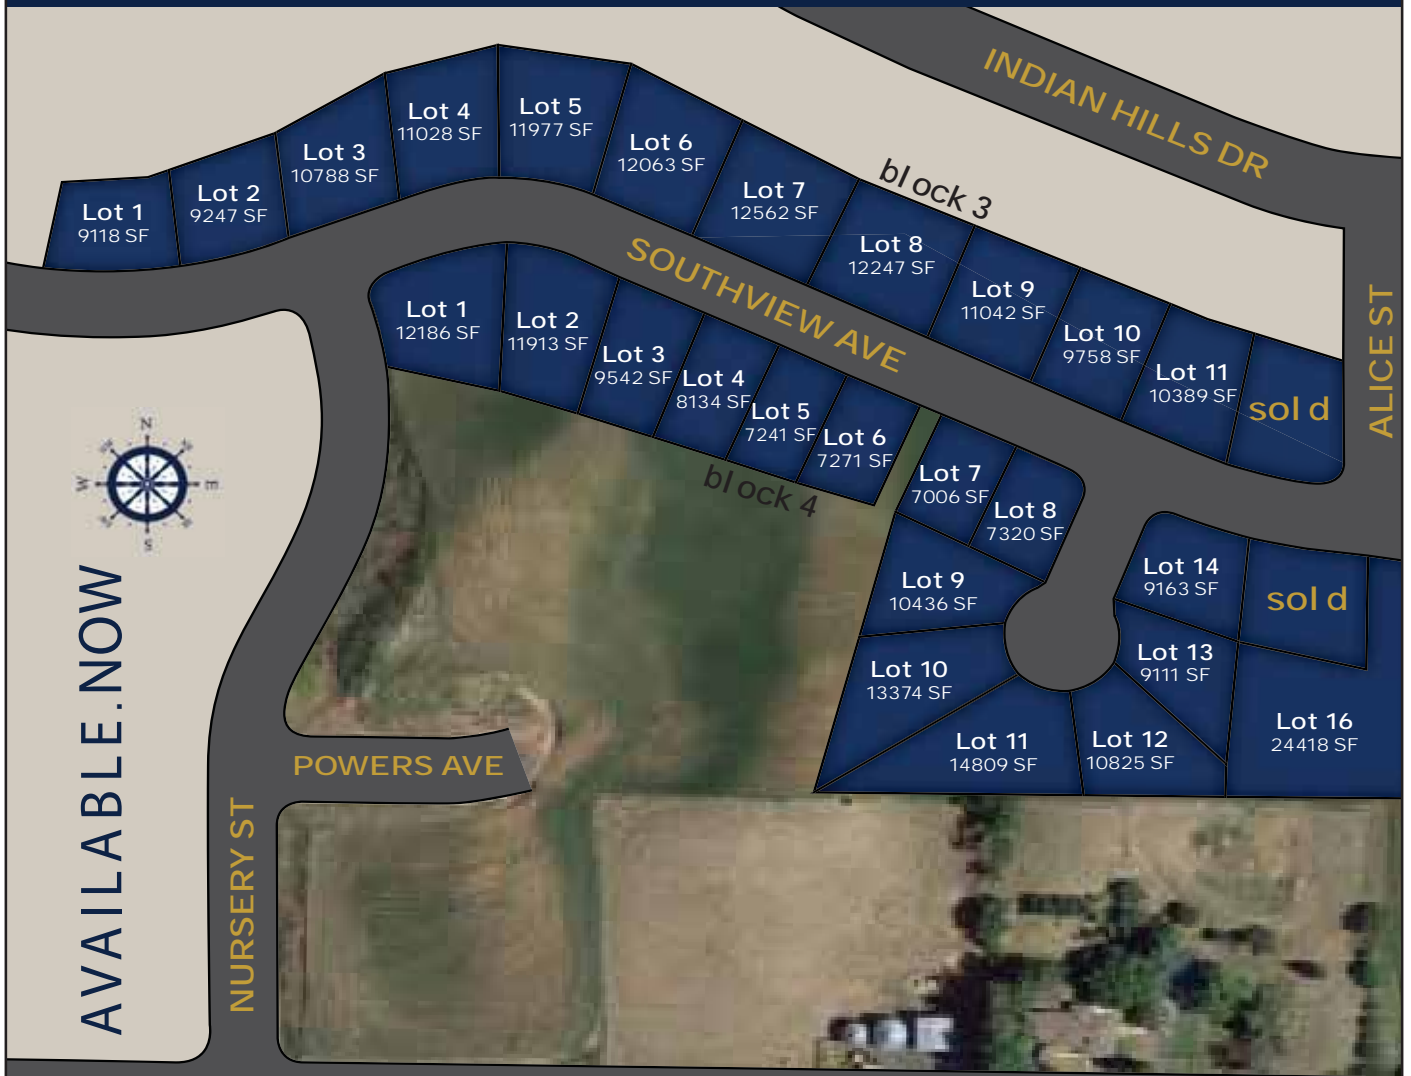 INDIAN HILLS DR
Lot 5
11977 SF
Lot 4
11028 SF
Lot 6
12063 SF
Lot 3
10788 SF
Lot 7
12562 SF
block 3
Lot 2
9247 SF
Lot 1
9118 SF
Lot 8
12247 SF
Lot 9
11042 SF
Lot 10
9758 SF
Lot 11
10389 SF
sold
ALICE ST
SOUTHVIEW AVE
Lot 1
12186 SF
Lot 2
11913 SF
Lot 3
9542 SF
Lot 4
8134 SF
Lot 5
7241 SF
Lot 6
7271 SF
block 4
Lot 7
7006 SF
Lot 8
7320 SF
Lot 9
10436 SF
Lot 10
13374 SF
Lot 11
14809 SF
Lot 12
10825 SF
Lot 13
9111 SF
Lot 14
9163 SF
sold
Lot 16
24418 SF
N
W
E
S
AVAILABLE.NOW
POWERS AVE
NURSERY ST